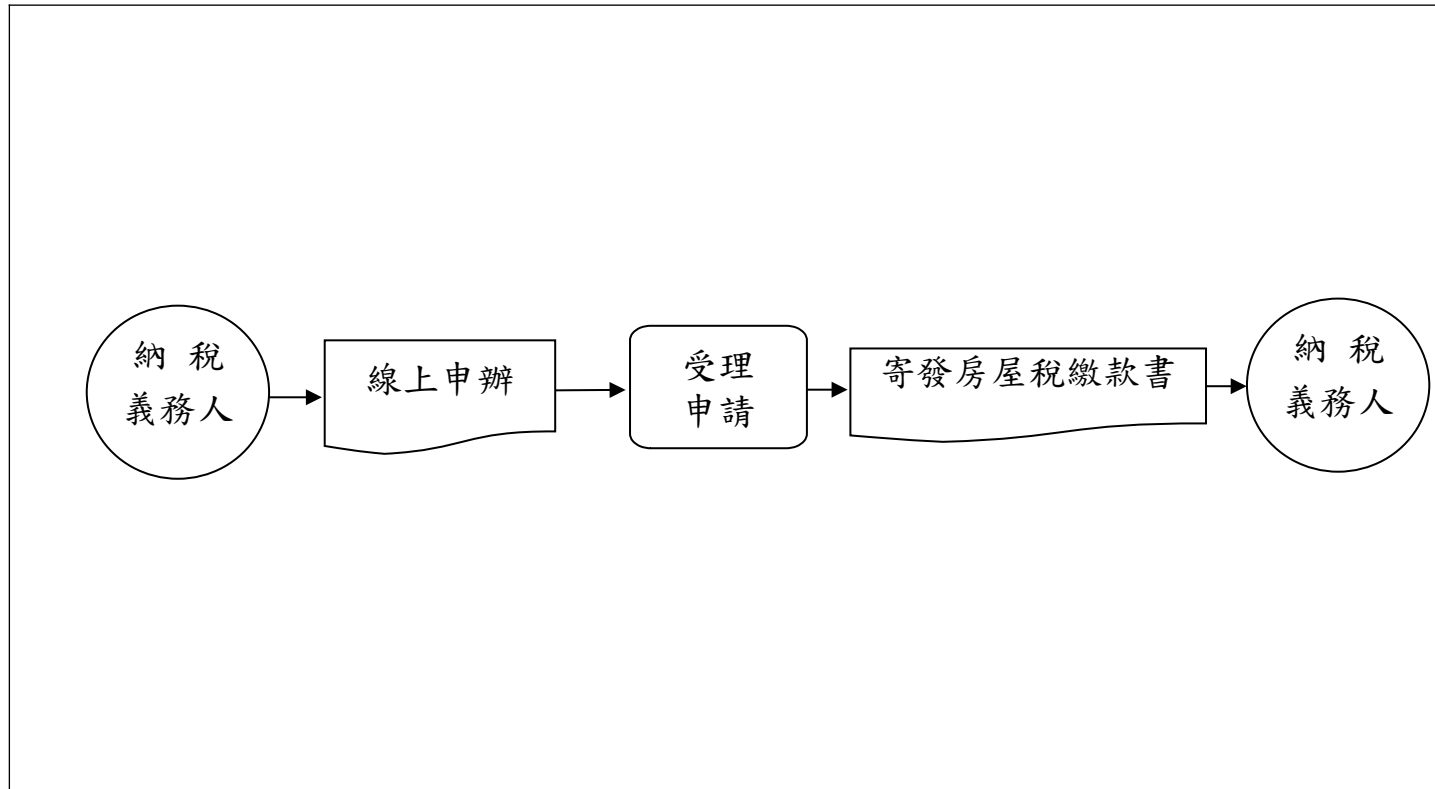 納 稅
義務人
線上申辦
受理
申請
寄發房屋稅繳款書
納 稅
義務人